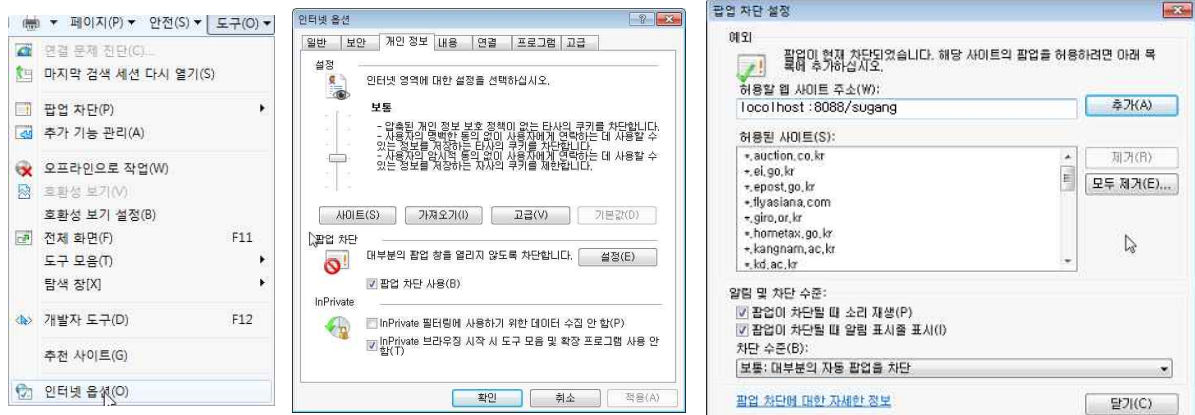 페이지(P) 안전(S) 도구(O)
연결 문제 진단(C)...
마지막 검색 세션 다시 열기(S)
팝업 차단(P)
추가 기능 관리(A)
오프라인으로 작업(W)
호환성 보기(V)
호환성 보기 설정(B)
전체 화면(F) F11
도구 모음(T)
탐색 창[X]
개발자 도구(D) F12
추천 사이트(G)
인터넷 옵션(O)
인터넷 옵션
일반 보안 개인 정보 내용 연결 프로그램 고급
설정
인터넷 영역에 대한 설정을 선택하십시오.
보통
- 압축된 개인 정보 보호 정책이 없는 타사의 쿠키를 차단합니다.
- 사용자의 명백한 동의 없이 사용자에게 연락하는 데 사용할 수
있는 정보를 저장하는 타사의 쿠키를 차단합니다.
- 사용자의 암시적 동의 없이 사용자에게 연락하는 데 사용할 수
있는 정보를 저장하는 자사의 쿠키를 제한합니다.
사이트(S) 가져오기(I) 고급(V) 기본값(D)
팝업 차단
대부분의 팝업 창을 열리지 않도록 차단합니다. 설정(E)
팝업 차단 사용(B)
InPrivate
InPrivate 필터링에 사용하기 위한 데이터 수집 안 함(P)
InPrivate 브라우징 시작 시 도구 모음 및 확장 프로그램 사용 안
함(T)
확인 취소 적용(A)
팝업 차단 설정
예외
팝업이 현재 차단되었습니다. 해당 사이트의 팝업을 허용하려면 아래 목
록에 추가하십시오.
허용할 웹 사이트 주소(W):
locolhost:8088/sugang 추가(A)
허용된 사이트(S):
*.auction.co.kr 제거(R)
*.ei.go.kr
*.epost.go.kr 모두 제거(E)...
*.flyasiana.com
*.giro.or.kr
*.hometax.go.kr
*.kangnam.ac.kr
*.kd.ac.kr
알림 및 차단 수준:
팝업이 차단될 때 소리 재생(P)
팝업이 차단될 때 알림 표시줄 표시(I)
차단 수준(B):
보통: 대부분의 자동 팝업을 차단
팝업 차단에 대한 자세한 정보 닫기(C)